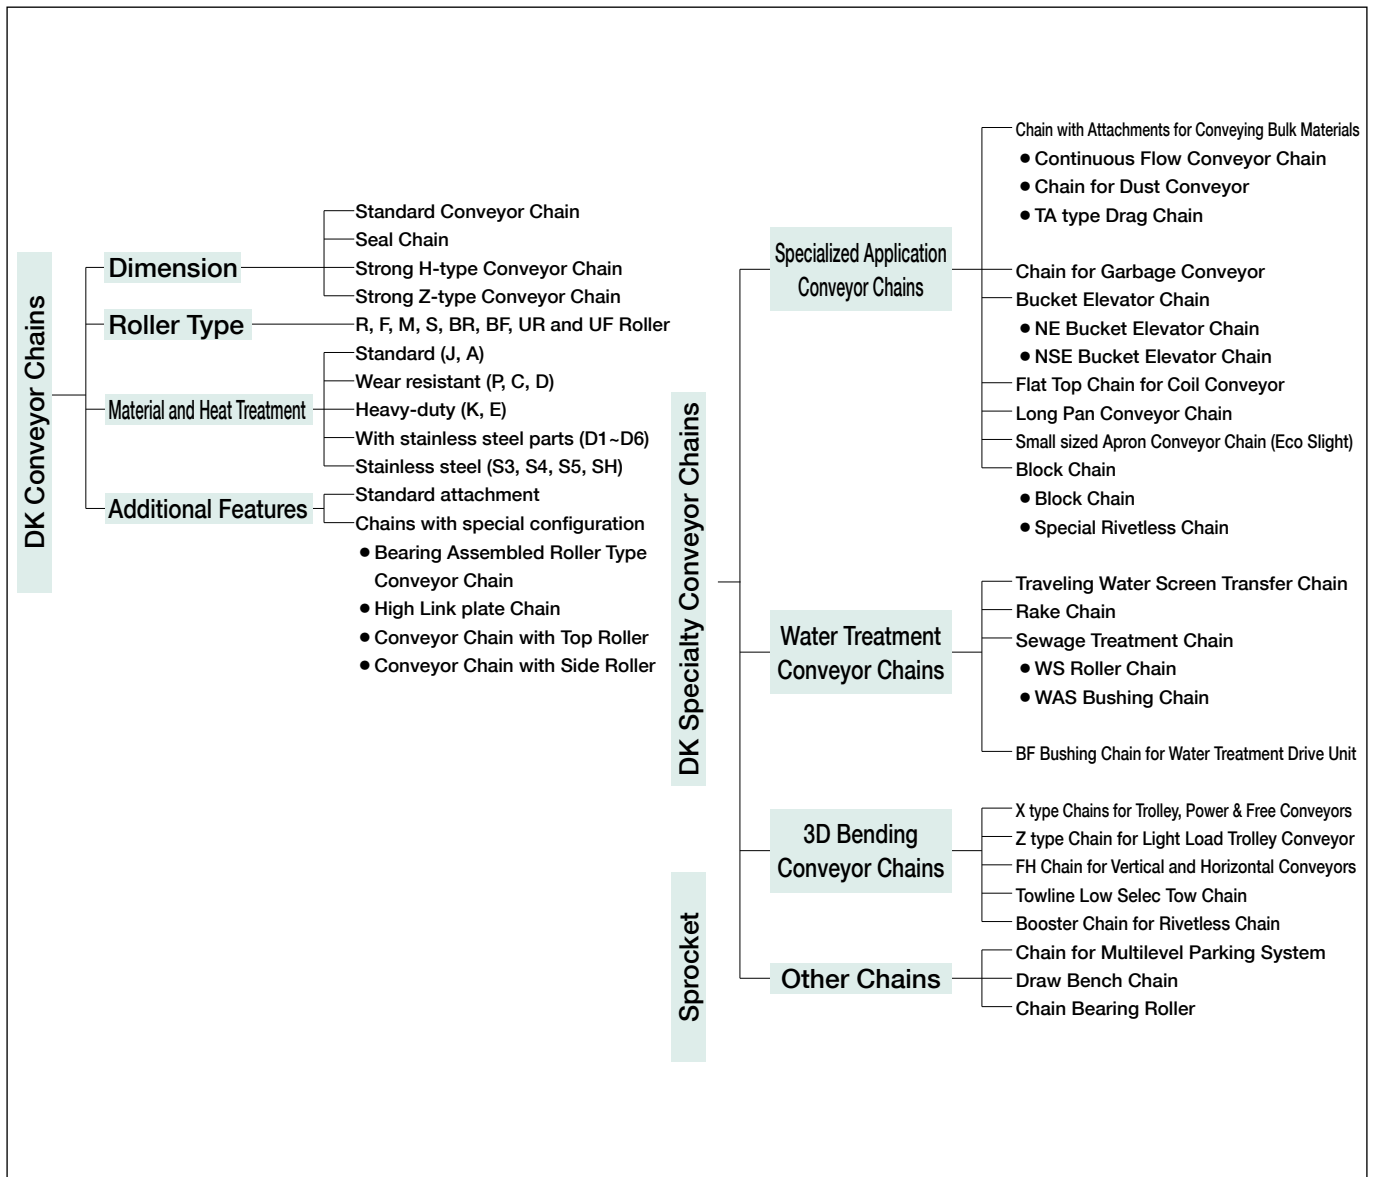 DK Conveyor Chains
Dimension
Standard Conveyor Chain
Seal Chain
Strong H-type Conveyor Chain
Strong Z-type Conveyor Chain
Roller Type
R, F, M, S, BR, BF, UR and UF Roller
Material and Heat Treatment
Standard (J, A)
Wear resistant (P, C, D)
Heavy-duty (K, E)
With stainless steel parts (D1~D6)
Stainless steel (S3, S4, S5, SH)
Additional Features
Standard attachment
Chains with special configuration
● Bearing Assembled Roller Type
Conveyor Chain
● High Link plate Chain
● Conveyor Chain with Top Roller
● Conveyor Chain with Side Roller
DK Specialty Conveyor Chains
Specialized Application
Conveyor Chains
Chain with Attachments for Conveying Bulk Materials
● Continuous Flow Conveyor Chain
● Chain for Dust Conveyor
● TA type Drag Chain
Chain for Garbage Conveyor
Bucket Elevator Chain
● NE Bucket Elevator Chain
● NSE Bucket Elevator Chain
Flat Top Chain for Coil Conveyor
Long Pan Conveyor Chain
Small sized Apron Conveyor Chain (Eco Slight)
Block Chain
● Block Chain
● Special Rivetless Chain
Water Treatment
Conveyor Chains
Traveling Water Screen Transfer Chain
Rake Chain
Sewage Treatment Chain
● WS Roller Chain
● WAS Bushing Chain
BF Bushing Chain for Water Treatment Drive Unit
3D Bending
Conveyor Chains
X type Chains for Trolley, Power & Free Conveyors
Z type Chain for Light Load Trolley Conveyor
FH Chain for Vertical and Horizontal Conveyors
Towline Low Selec Tow Chain
Booster Chain for Rivetless Chain
Other Chains
Chain for Multilevel Parking System
Draw Bench Chain
Chain Bearing Roller
Sprocket